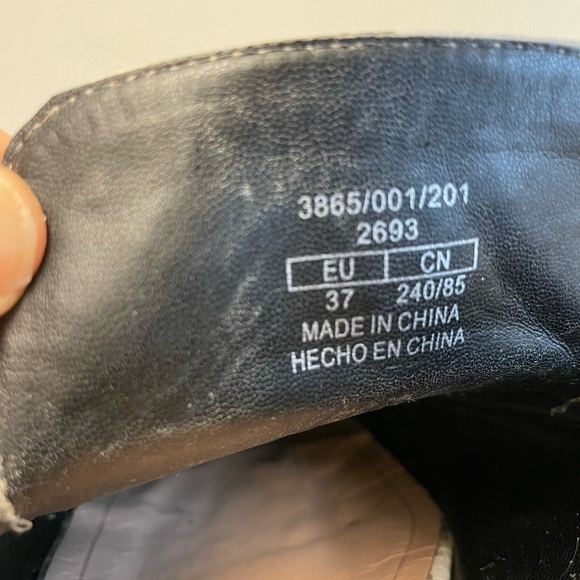 3865/001/201
2693
EU CN
37 240/85
MADE IN CHINA
HECHO EN CHINA